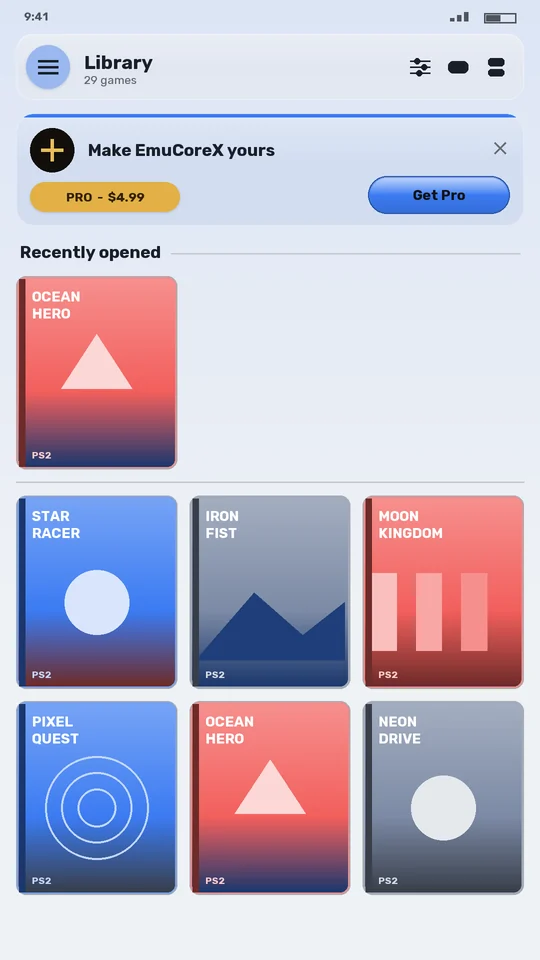 9:41
Library
29 games
Make EmuCoreX yours
PRO - $4.99
Get Pro
Recently opened
OCEAN
HERO
PS2
STAR
RACER
PS2
IRON
FIST
PS2
MOON
KINGDOM
PS2
PIXEL
QUEST
PS2
OCEAN
HERO
PS2
NEON
DRIVE
PS2